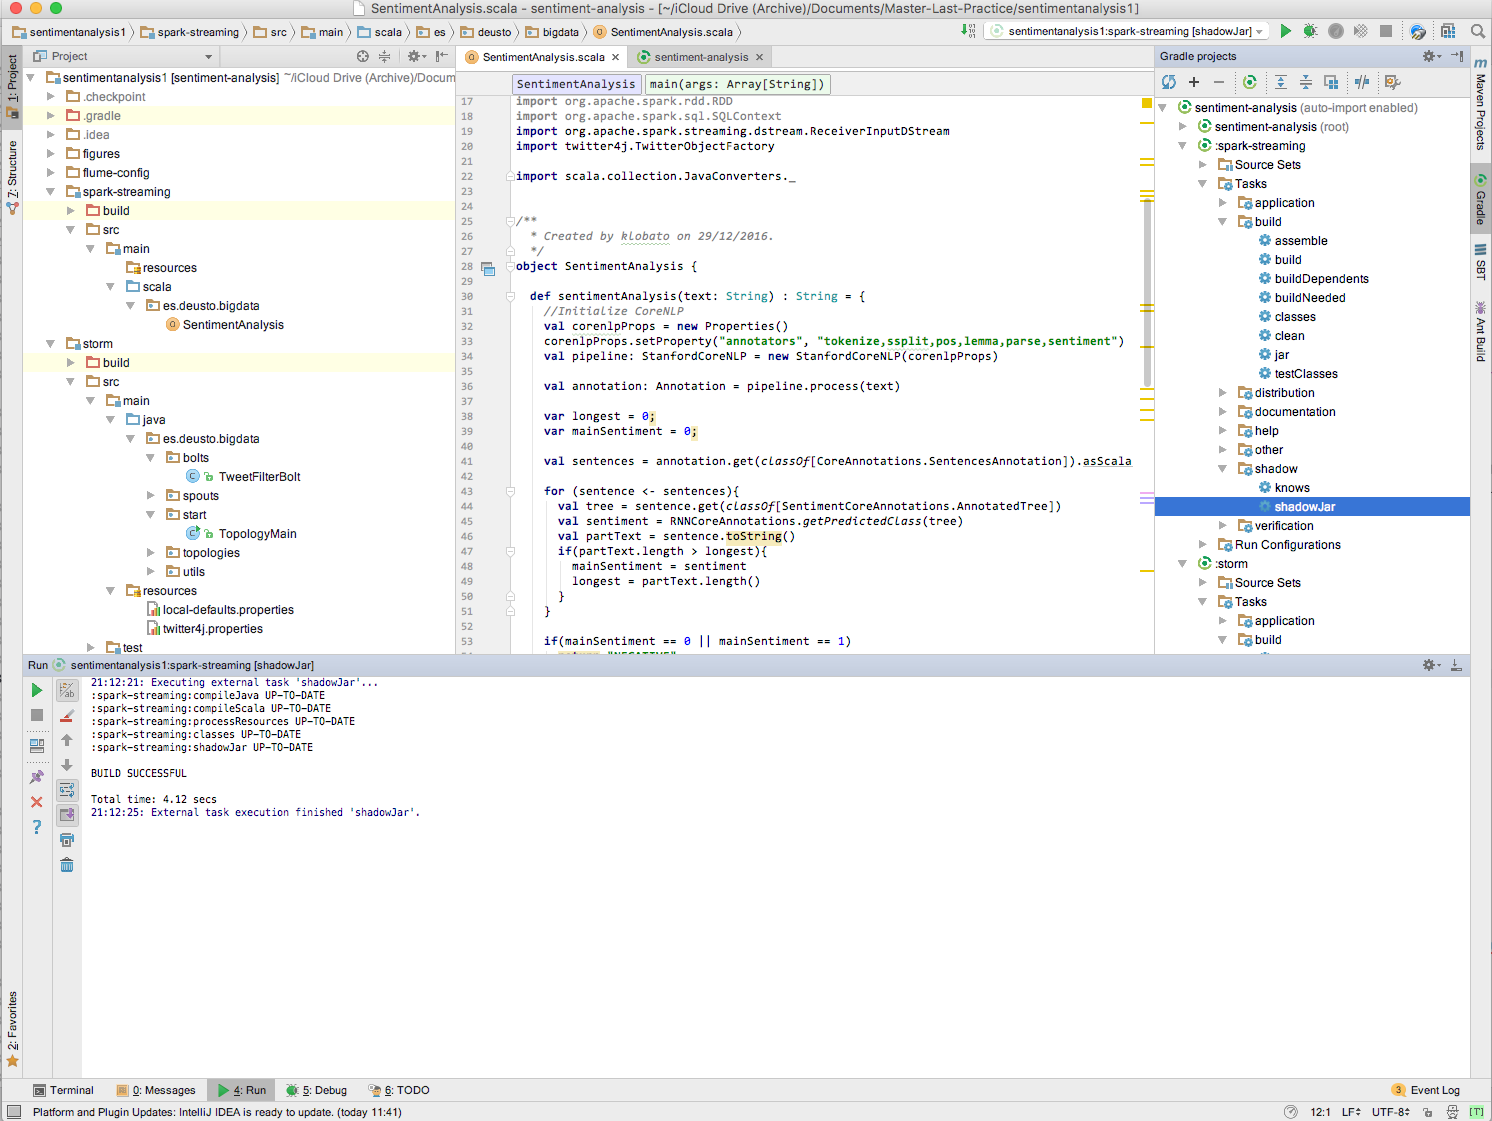 SentimentAnalysis.scala - sentiment-analysis - [~/iCloud Drive (Archive)/Documents/Master-Last-Practice/sentimentanalysis1]
sentimentanalysis1 spark-streaming src main scala es deusto bigdata SentimentAnalysis.scala
sentimentanalysis1:spark-streaming [shadowJar]
1: Project
7: Structure
2: Favorites
Project
sentimentanalysis1 [sentiment-analysis] ~/iCloud Drive (Archive)/Docum
.checkpoint
.gradle
.idea
figures
flume-config
spark-streaming
build
src
main
resources
scala
es.deusto.bigdata
SentimentAnalysis
storm
build
src
main
java
es.deusto.bigdata
bolts
TweetFilterBolt
spouts
start
TopologyMain
topologies
utils
resources
local-defaults.properties
twitter4j.properties
test
SentimentAnalysis.scala sentiment-analysis
SentimentAnalysis main(args: Array[String])
17 import org.apache.spark.rdd.RDD
18 import org.apache.spark.sql.SQLContext
19 import org.apache.spark.streaming.dstream.ReceiverInputDStream
20 import twitter4j.TwitterObjectFactory
21
22 import scala.collection.JavaConverters._
23
24
25 /**
26 * Created by klobato on 29/12/2016.
27 */
28 object SentimentAnalysis {
29
30 def sentimentAnalysis(text: String) : String = {
31 //Initialize CoreNLP
32 val corenlpProps = new Properties()
33 corenlpProps.setProperty("annotators", "tokenize,ssplit,pos,lemma,parse,sentiment")
34 val pipeline: StanfordCoreNLP = new StanfordCoreNLP(corenlpProps)
35
36 val annotation: Annotation = pipeline.process(text)
37
38 var longest = 0;
39 var mainSentiment = 0;
40
41 val sentences = annotation.get(classOf[CoreAnnotations.SentencesAnnotation]).asScala
42
43 for (sentence <- sentences){
44 val tree = sentence.get(classOf[SentimentCoreAnnotations.AnnotatedTree])
45 val sentiment = RNNCoreAnnotations.getPredictedClass(tree)
46 val partText = sentence.toString()
47 if(partText.length > longest){
48 mainSentiment = sentiment
49 longest = partText.length()
50 }
51 }
52
53 if(mainSentiment == 0 || mainSentiment == 1)
Gradle projects
sentiment-analysis (auto-import enabled)
sentiment-analysis (root)
:spark-streaming
Source Sets
Tasks
application
build
assemble
build
buildDependents
buildNeeded
classes
clean
jar
testClasses
distribution
documentation
help
other
shadow
knows
shadowJar
verification
Run Configurations
:storm
Source Sets
Tasks
application
build
Maven Projects
Gradle
SBT
Ant Build
Run sentimentanalysis1:spark-streaming [shadowJar]
21:12:21: Executing external task 'shadowJar'...
:spark-streaming:compileJava UP-TO-DATE
:spark-streaming:compileScala UP-TO-DATE
:spark-streaming:processResources UP-TO-DATE
:spark-streaming:classes UP-TO-DATE
:spark-streaming:shadowJar UP-TO-DATE
BUILD SUCCESSFUL
Total time: 4.12 secs
21:12:25: External task execution finished 'shadowJar'.
Terminal 0: Messages 4: Run 5: Debug 6: TODO 3 Event Log
Platform and Plugin Updates: IntelliJ IDEA is ready to update. (today 11:41) 12:1 LF UTF-8 [T]